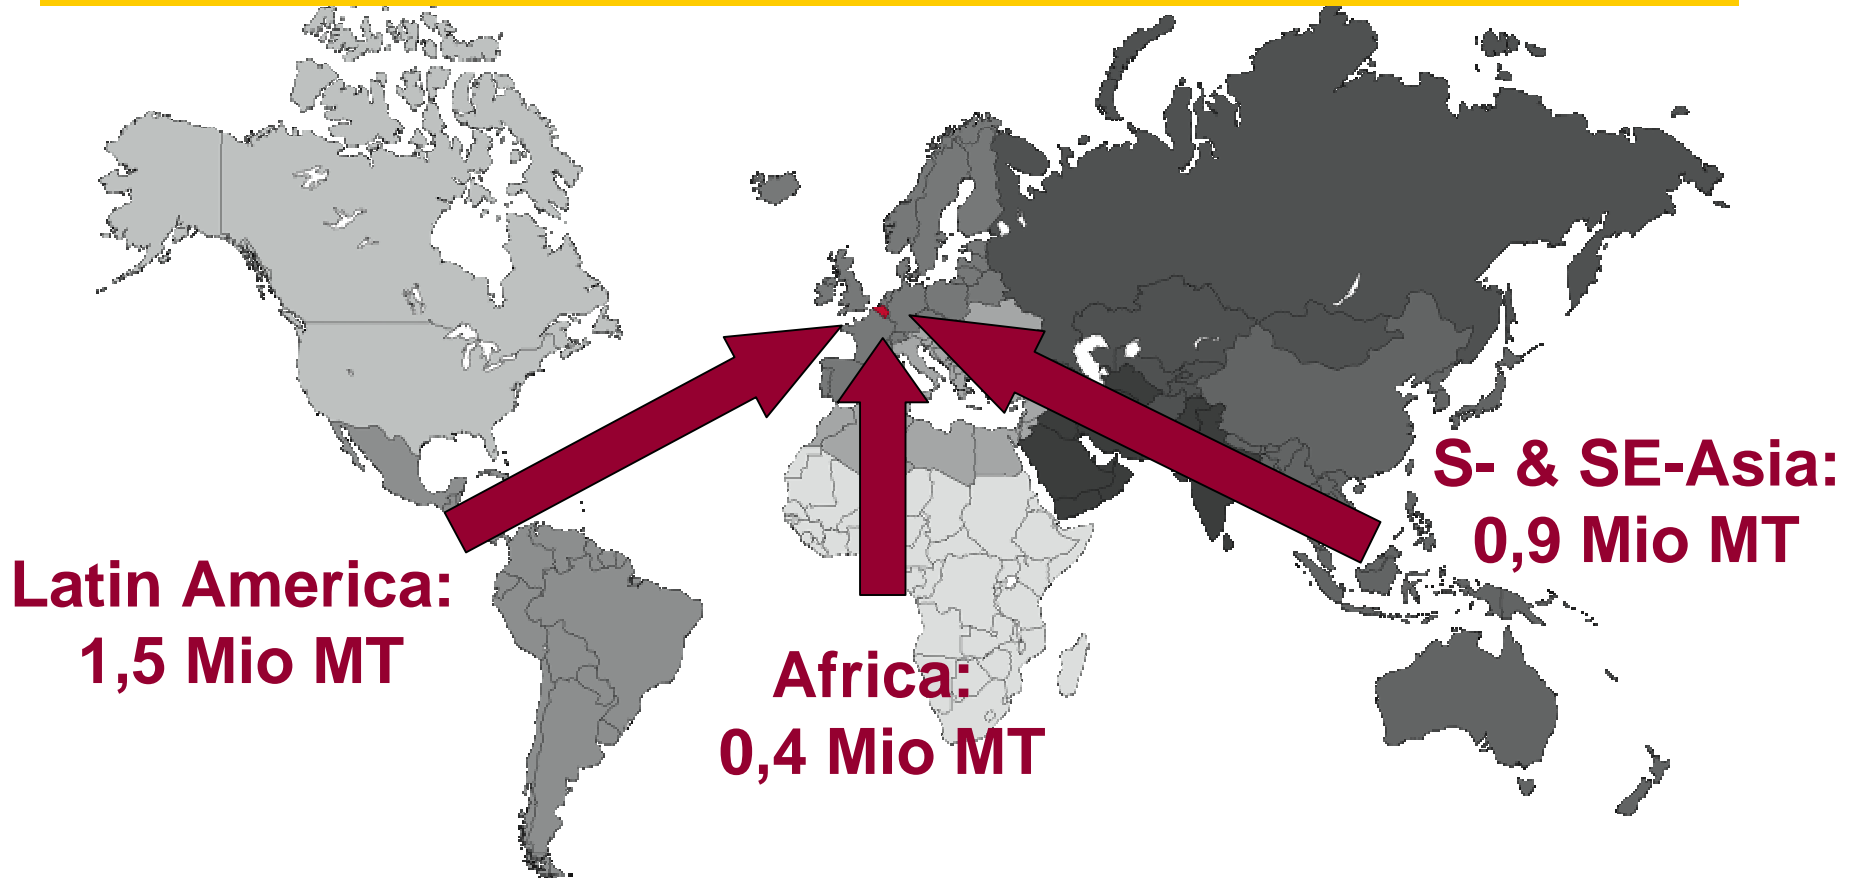 S- & SE-Asia:
0,9 Mio MT
Latin America:
1,5 Mio MT
Africa:
0,4 Mio MT